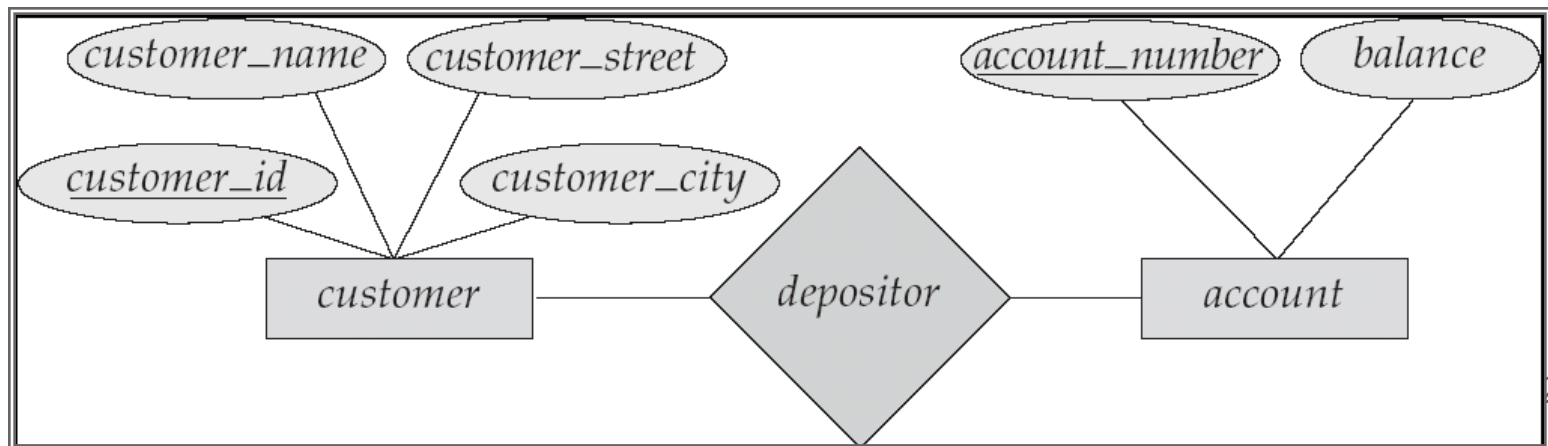 customer_name
customer_street
account_number
balance
customer_id
customer_city
customer
depositor
account